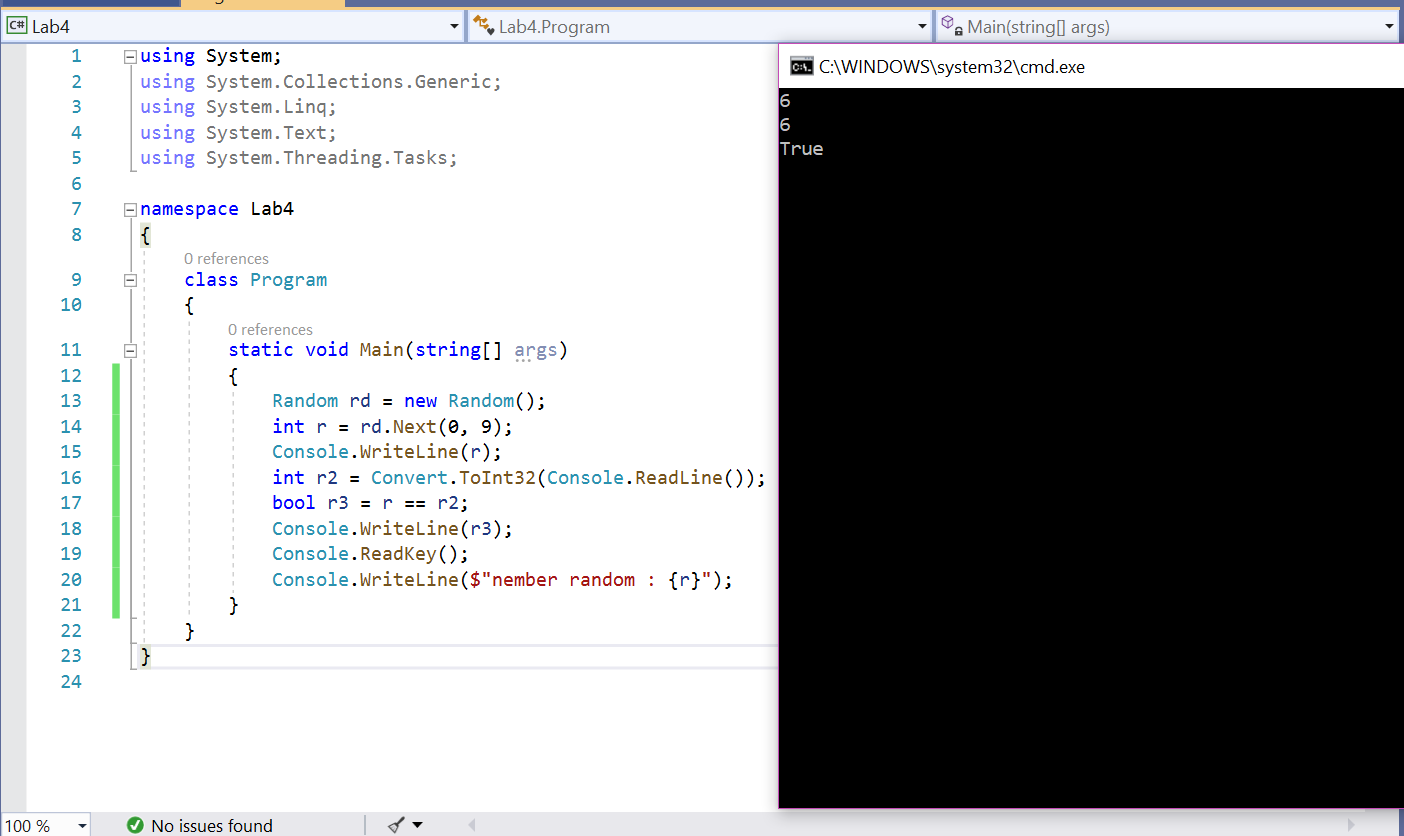 C# Lab4
Lab4.Program
Main(string[] args)
1 using System;
2 using System.Collections.Generic;
3 using System.Linq;
4 using System.Text;
5 using System.Threading.Tasks;
6
7 namespace Lab4
8 {
0 references
9 class Program
10 {
0 references
11 static void Main(string[] args)
12 {
13 Random rd = new Random();
14 int r = rd.Next(0, 9);
15 Console.WriteLine(r);
16 int r2 = Convert.ToInt32(Console.ReadLine());
17 bool r3 = r == r2;
18 Console.WriteLine(r3);
19 Console.ReadKey();
20 Console.WriteLine($"nember random : {r}");
21 }
22 }
23 }
24
100 %
No issues found
C:\WINDOWS\system32\cmd.exe
6
6
True